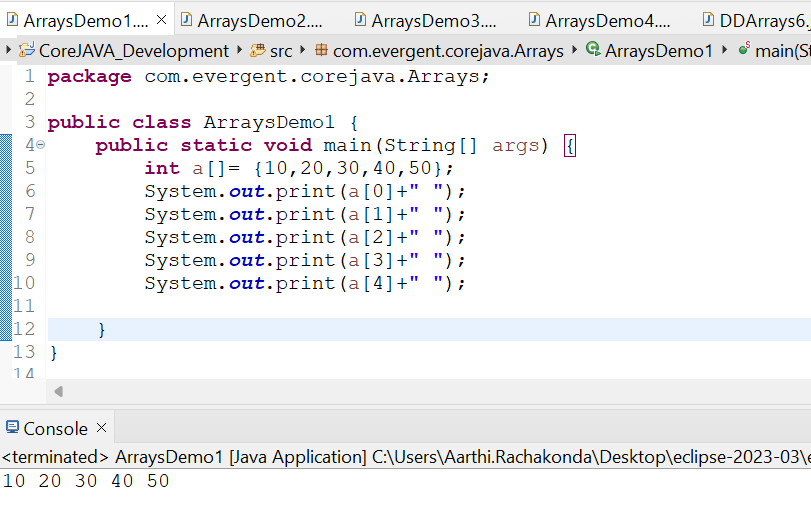 ArraysDemo1.... ArraysDemo2.... ArraysDemo3.... ArraysDemo4....
CoreJAVA_Development src com.evergent.corejava.Arrays ArraysDemo1
1 package com.evergent.corejava.Arrays;
2
3 public class ArraysDemo1 {
4 public static void main(String[] args) {
5 int a[]= {10,20,30,40,50};
6 System.out.print(a[0]+" ");
7 System.out.print(a[1]+" ");
8 System.out.print(a[2]+" ");
9 System.out.print(a[3]+" ");
10 System.out.print(a[4]+" ");
11
12 }
13 }
14
Console
<terminated> ArraysDemo1 [Java Application] C:\Users\Aarthi.Rachakonda\Desktop\eclipse-2023-03\
10 20 30 40 50